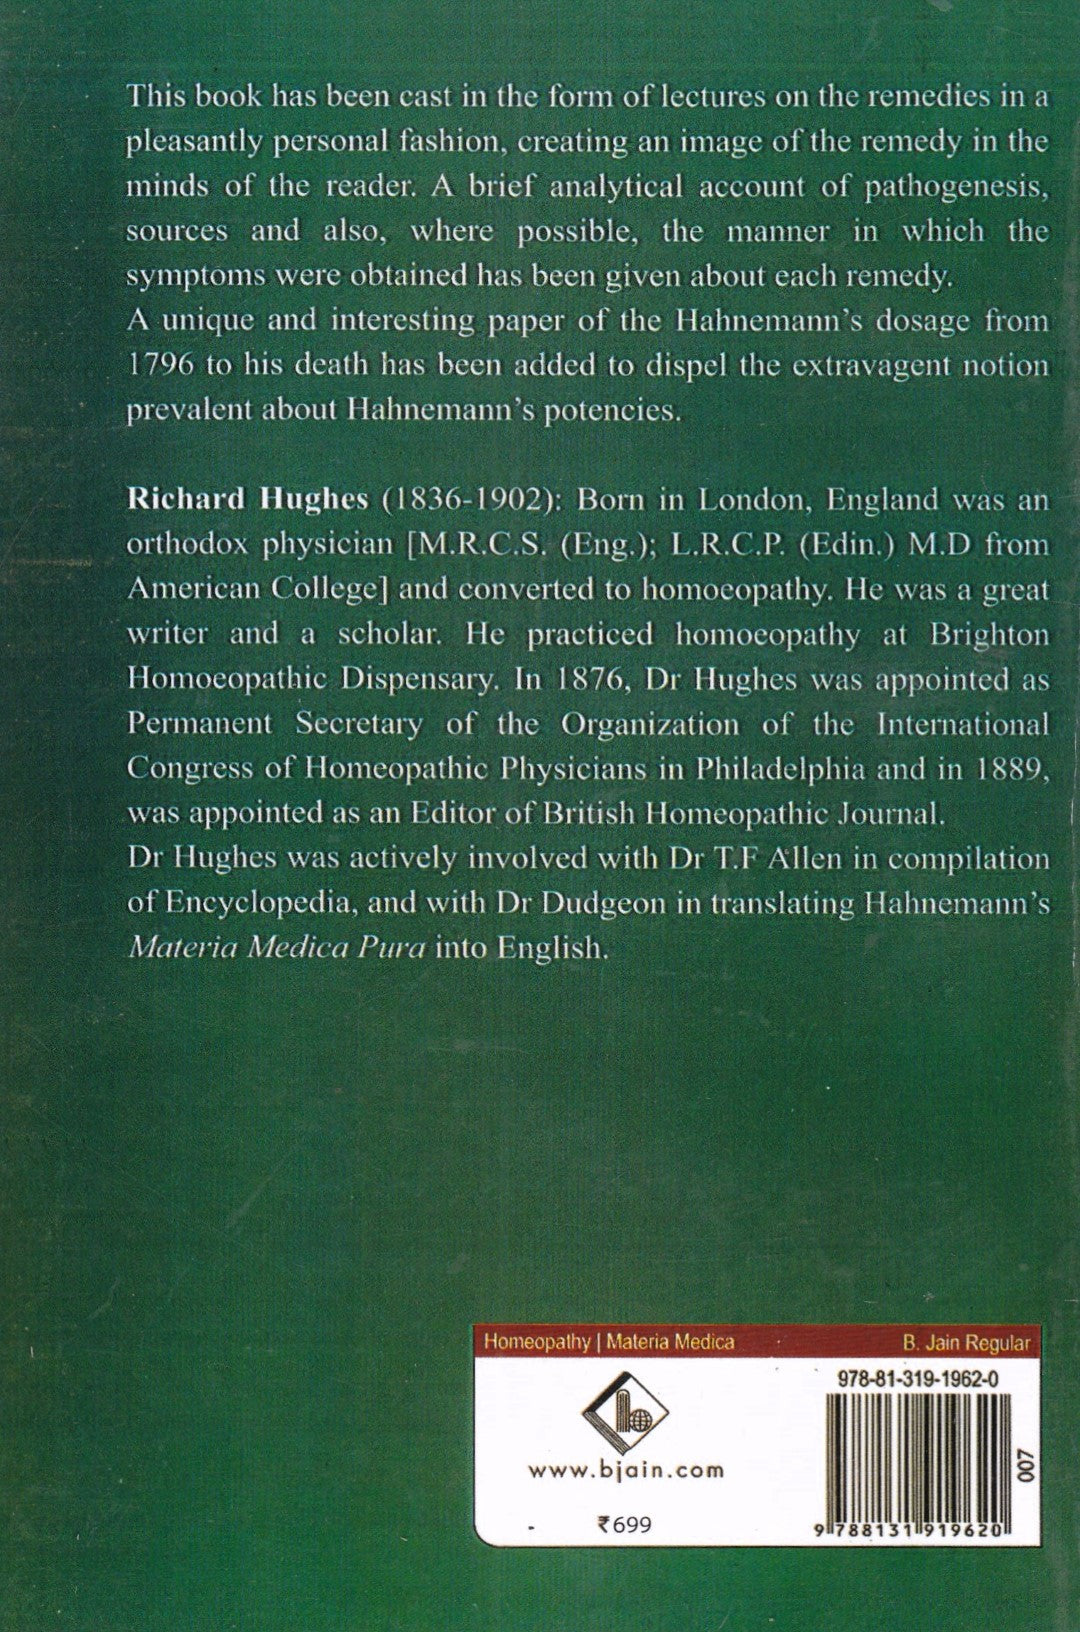 This book has been cast in the form of lectures on the remedies in a
pleasantly personal fashion, creating an image of the remedy in the
minds of the reader. A brief analytical account of pathogenesis,
sources and also, where possible, the manner in which the
symptoms were obtained has been given about each remedy.
A unique and interesting paper of the Hahnemann's dosage from
1796 to his death has been added to dispel the extravagent notion
prevalent about Hahnemann's potencies.
Richard Hughes (1836-1902): Born in London, England was an
orthodox physician [M.R.C.S. (Eng.); L.R.C.P. (Edin.) M.D from
American College] and converted to homoeopathy. He was a great
writer and a scholar. He practiced homoeopathy at Brighton
Homoeopathic Dispensary. In 1876, Dr Hughes was appointed as
Permanent Secretary of the Organization of the International
Congress of Homeopathic Physicians in Philadelphia and in 1889,
was appointed as an Editor of British Homeopathic Journal.
Dr Hughes was actively involved with Dr T.F Allen in compilation
of Encyclopedia, and with Dr Dudgeon in translating Hahnemann's
Materia Medica Pura into English.
Homeopathy | Materia Medica B. Jain Regular
978-81-319-1962-0
www.bjain.com
007
₹699
9 788131 919620